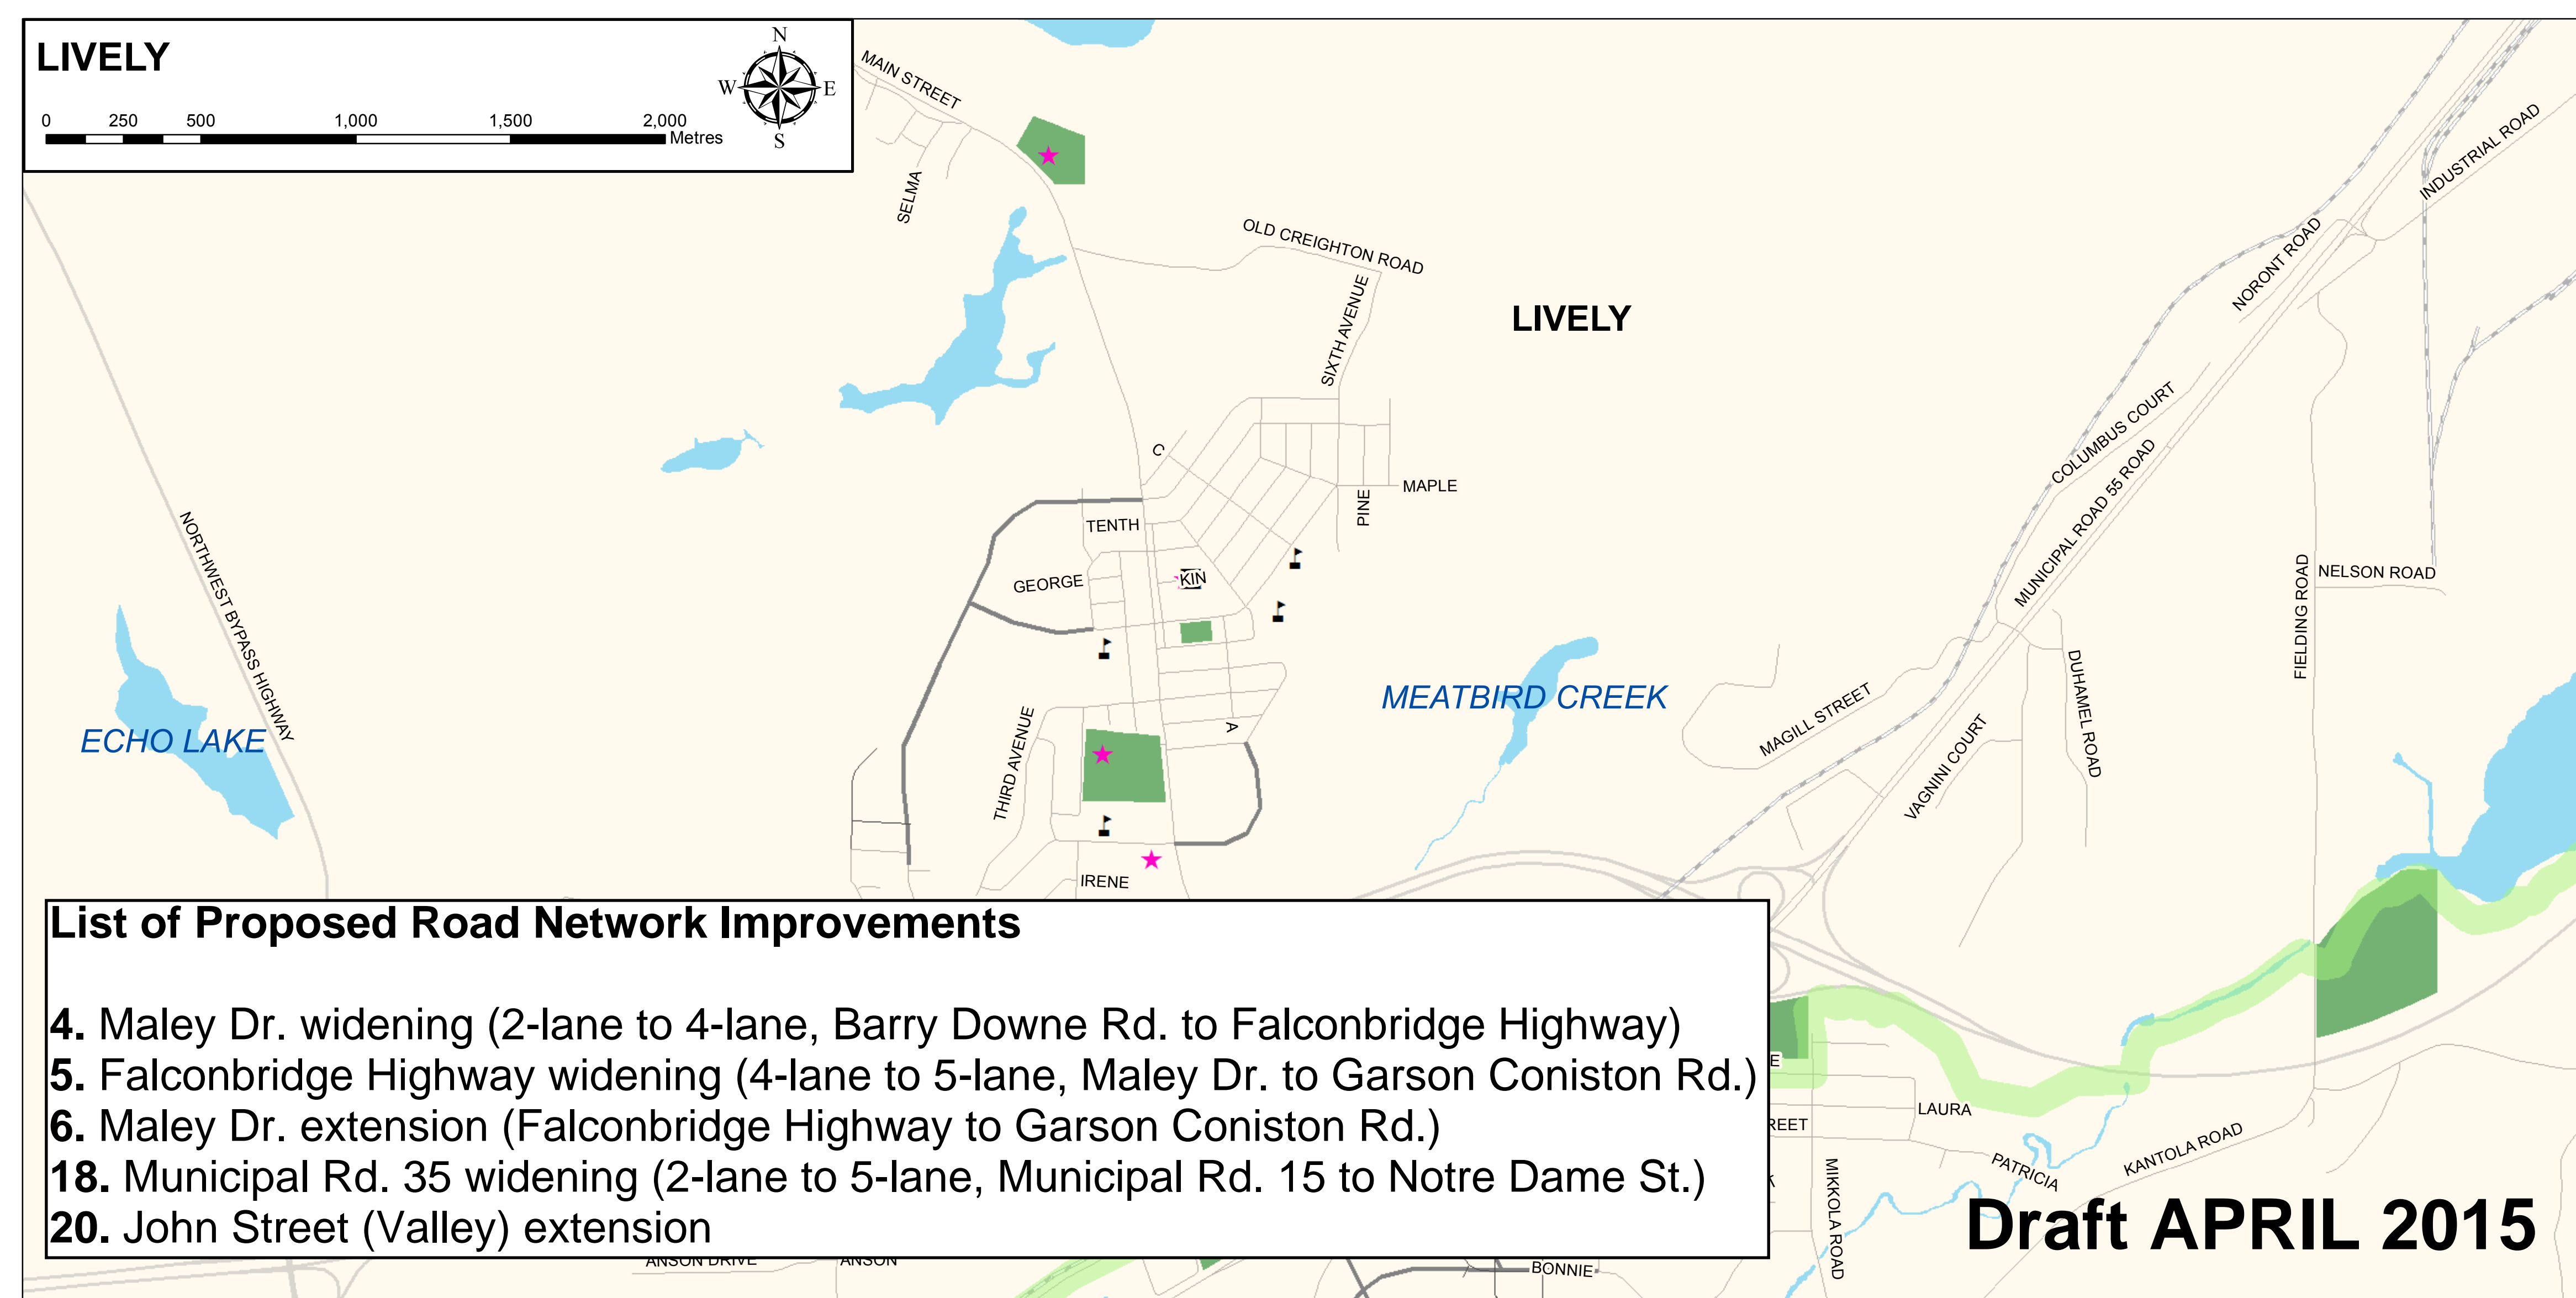 LIVELY
N
W
E
S
0 250 500 1,000 1,500 2,000
Metres
MAIN STREET
SELMA
OLD CREIGHTON ROAD
SIXTH AVENUE
LIVELY
INDUSTRIAL ROAD
NORONT ROAD
COLUMBUS COURT
MUNICIPAL ROAD 55 ROAD
C
MAPLE
PINE
TENTH
GEORGE
KIN
NORTHWEST BYPASS HIGHWAY
ECHO LAKE
MEATBIRD CREEK
FIELDING ROAD
NELSON ROAD
DUHAMEL ROAD
MAGILL STREET
VAGNINI COURT
THIRD AVENUE
A
IRENE
List of Proposed Road Network Improvements
4. Maley Dr. widening (2-lane to 4-lane, Barry Downe Rd. to Falconbridge Highway)
5. Falconbridge Highway widening (4-lane to 5-lane, Maley Dr. to Garson Coniston Rd.)
6. Maley Dr. extension (Falconbridge Highway to Garson Coniston Rd.)
18. Municipal Rd. 35 widening (2-lane to 5-lane, Municipal Rd. 15 to Notre Dame St.)
20. John Street (Valley) extension
E
LAURA
REET
PATRICIA
KANTOLA ROAD
MIKKOLA ROAD
Draft APRIL 2015
ANSON DRIVE
ANSON
BONNIE